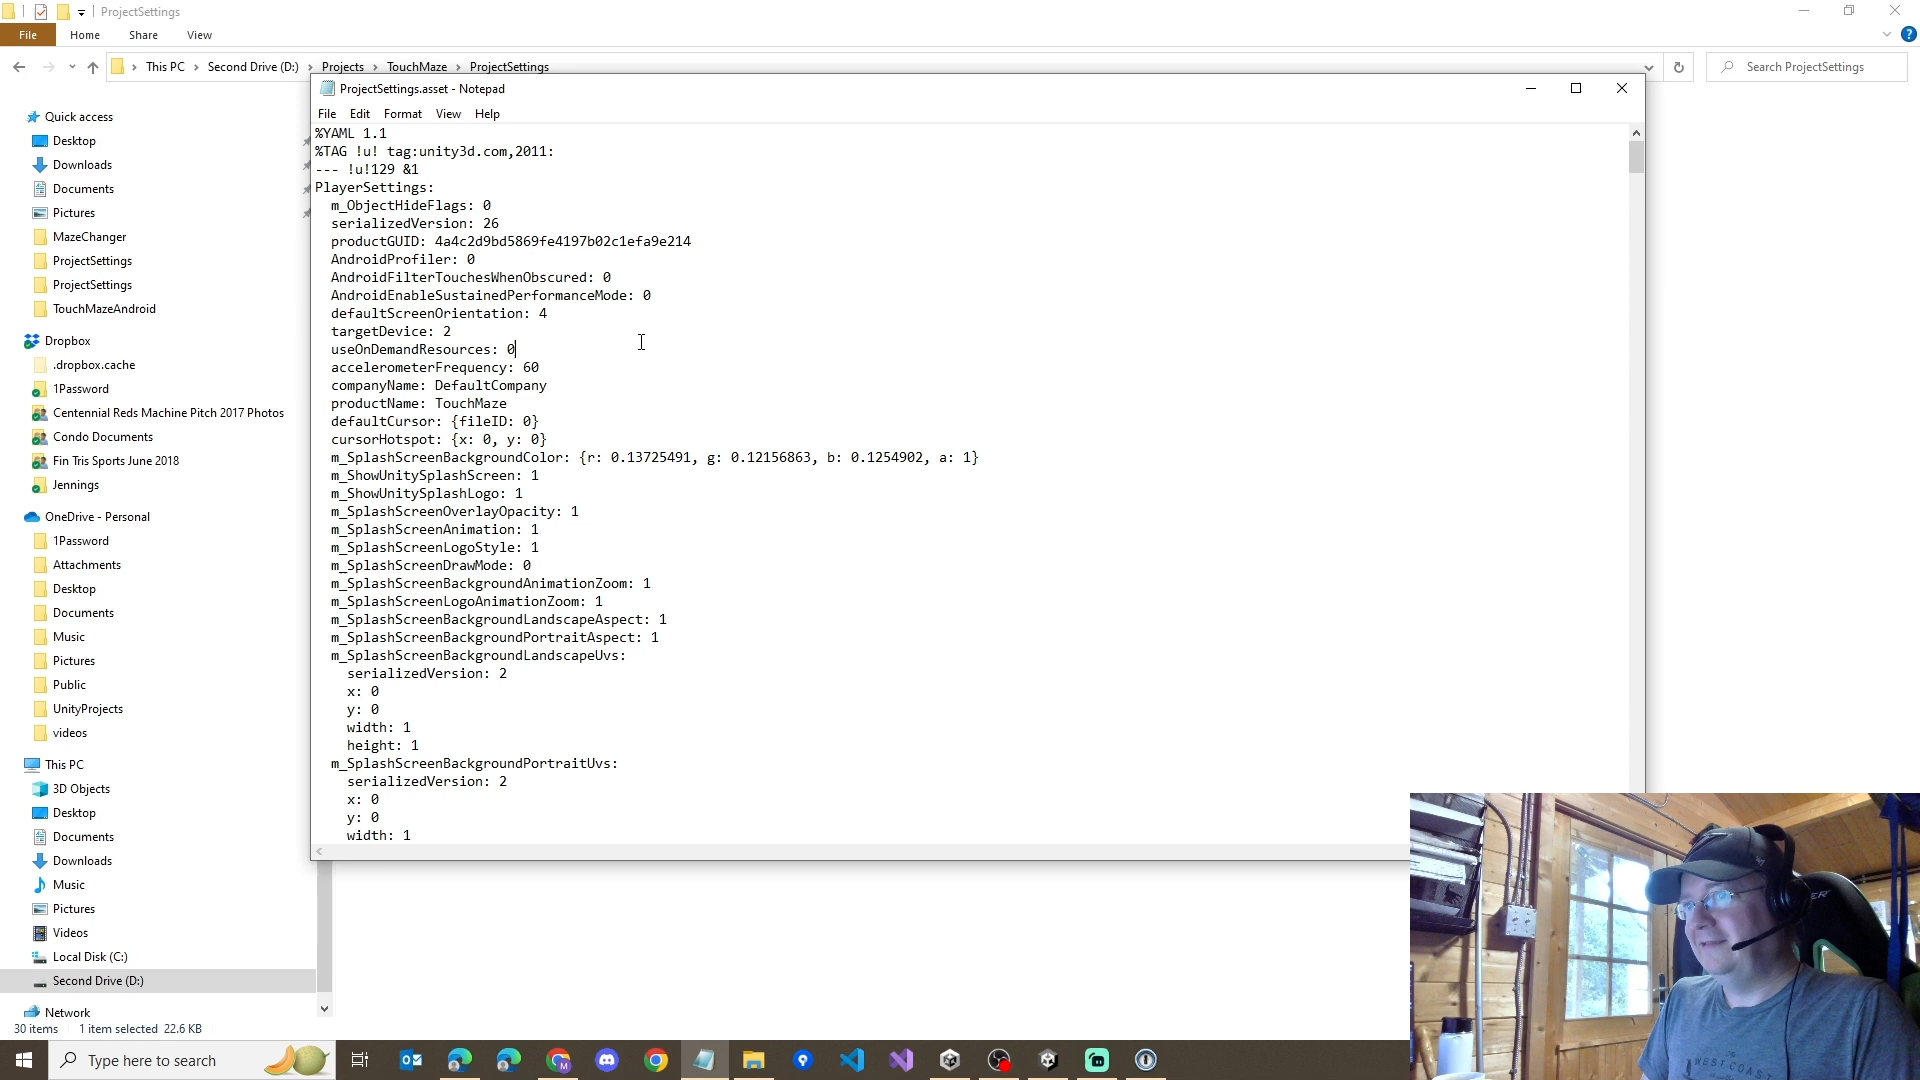 ProjectSettings
File
Home
Share
View
This PC
Second Drive (D:)
Projects
TouchMaze
ProjectSettings
Search ProjectSettings
Quick access
Desktop
Downloads
Documents
Pictures
MazeChanger
ProjectSettings
ProjectSettings
TouchMazeAndroid
Dropbox
.dropbox.cache
1Password
Centennial Reds Machine Pitch 2017 Photos
Condo Documents
Fin Tris Sports June 2018
Jennings
OneDrive - Personal
1Password
Attachments
Desktop
Documents
Music
Pictures
Public
UnityProjects
videos
This PC
3D Objects
Desktop
Documents
Downloads
Music
Pictures
Videos
Local Disk (C:)
Second Drive (D:)
Network
30 items
1 item selected 22.6 KB
ProjectSettings.asset - Notepad
File Edit Format View Help
%YAML 1.1
%TAG !u! tag:unity3d.com,2011:
--- !u!129 &1
PlayerSettings:
m_ObjectHideFlags: 0
serializedVersion: 26
productGUID: 4a4c2d9bd5869fe4197b02c1efa9e214
AndroidProfiler: 0
AndroidFilterTouchesWhenObscured: 0
AndroidEnableSustainedPerformanceMode: 0
defaultScreenOrientation: 4
targetDevice: 2
useOnDemandResources: 0
accelerometerFrequency: 60
companyName: DefaultCompany
productName: TouchMaze
defaultCursor: {fileID: 0}
cursorHotspot: {x: 0, y: 0}
m_SplashScreenBackgroundColor: {r: 0.13725491, g: 0.12156863, b: 0.1254902, a: 1}
m_ShowUnitySplashScreen: 1
m_ShowUnitySplashLogo: 1
m_SplashScreenOverlayOpacity: 1
m_SplashScreenAnimation: 1
m_SplashScreenLogoStyle: 1
m_SplashScreenDrawMode: 0
m_SplashScreenBackgroundAnimationZoom: 1
m_SplashScreenLogoAnimationZoom: 1
m_SplashScreenBackgroundLandscapeAspect: 1
m_SplashScreenBackgroundPortraitAspect: 1
m_SplashScreenBackgroundLandscapeUvs:
serializedVersion: 2
x: 0
y: 0
width: 1
height: 1
m_SplashScreenBackgroundPortraitUvs:
serializedVersion: 2
x: 0
y: 0
width: 1
Type here to search
WEST COAST